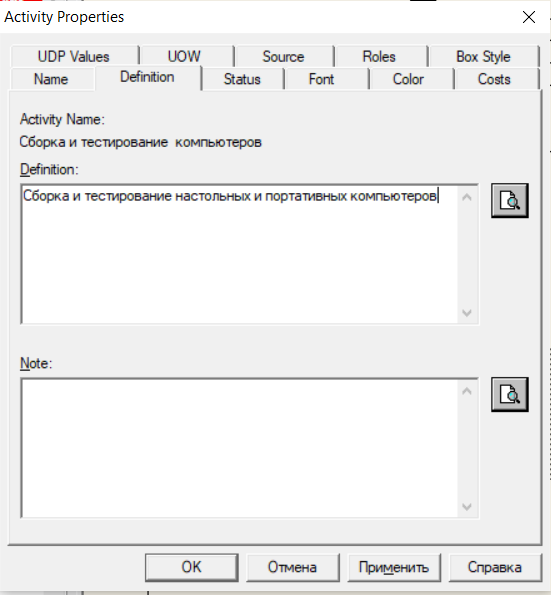 Activity Properties
UDP Values UOW Source Roles Box Style
Name Definition Status Font Color Costs
Activity Name:
Сборка и тестирование компьютеров
Definition:
Сборка и тестирование настольных и портативных компьютеров
Note:
OK Отмена Применить Справка